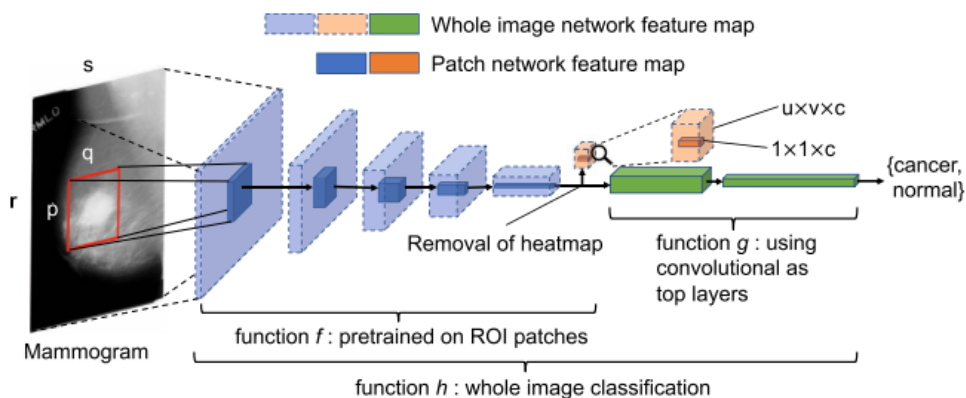 Whole image network feature map
Patch network feature map
s
MLO
u×v×c
q
1×1×c
{cancer,
normal}
r
p
Removal of heatmap
function g : using
convolutional as
top layers
function f : pretrained on ROI patches
Mammogram
function h : whole image classification